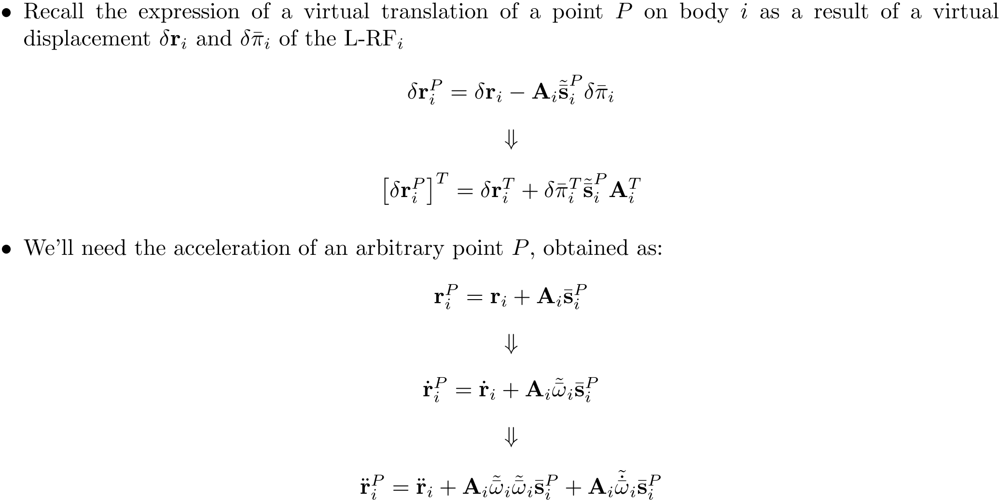 • Recall the expression of a virtual translation of a point $P$ on body $i$ as a result of a virtual
displacement $\delta\mathbf{r}_i$ and $\delta\bar{\pi}_i$ of the L-RF$_i$
$\delta\mathbf{r}_i^P = \delta\mathbf{r}_i - \mathbf{A}_i\tilde{\bar{\mathbf{s}}}_i^P\delta\bar{\pi}_i$
$\Downarrow$
$\left[\delta\mathbf{r}_i^P\right]^T = \delta\mathbf{r}_i^T + \delta\bar{\pi}_i^T\tilde{\bar{\mathbf{s}}}_i^P\mathbf{A}_i^T$
• We'll need the acceleration of an arbitrary point $P$, obtained as:
$\mathbf{r}_i^P = \mathbf{r}_i + \mathbf{A}_i\bar{\mathbf{s}}_i^P$
$\Downarrow$
$\dot{\mathbf{r}}_i^P = \dot{\mathbf{r}}_i + \mathbf{A}_i\tilde{\bar{\omega}}_i\bar{\mathbf{s}}_i^P$
$\Downarrow$
$\ddot{\mathbf{r}}_i^P = \ddot{\mathbf{r}}_i + \mathbf{A}_i\tilde{\bar{\omega}}_i\tilde{\bar{\omega}}_i\bar{\mathbf{s}}_i^P + \mathbf{A}_i\tilde{\dot{\bar{\omega}}}_i\bar{\mathbf{s}}_i^P$